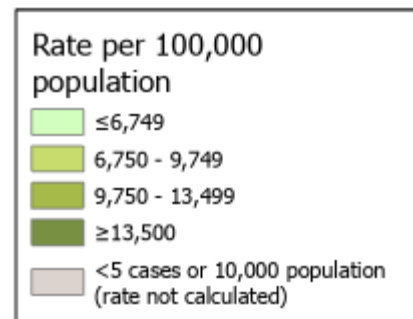 Rate per 100,000
population
≤6,749
6,750 - 9,749
9,750 - 13,499
≥13,500
<5 cases or 10,000 population
(rate not calculated)